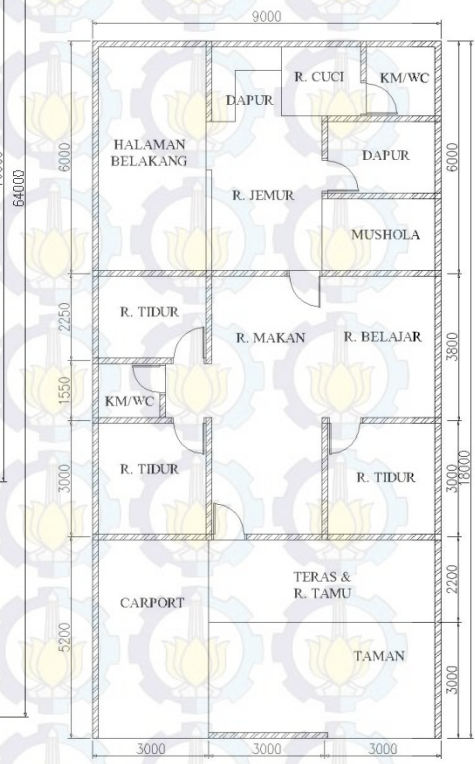 9000
R. CUCI
KM/WC
DAPUR
HALAMAN
BELAKANG
DAPUR
R. JEMUR
MUSHOLA
R. TIDUR
R. MAKAN
R. BELAJAR
KM/WC
R. TIDUR
R. TIDUR
TERAS &
R. TAMU
CARPORT
TAMAN
64000
6000
2250
1550
3000
5200
6000
3800
18000
3000
2200
3000
3000
3000
3000